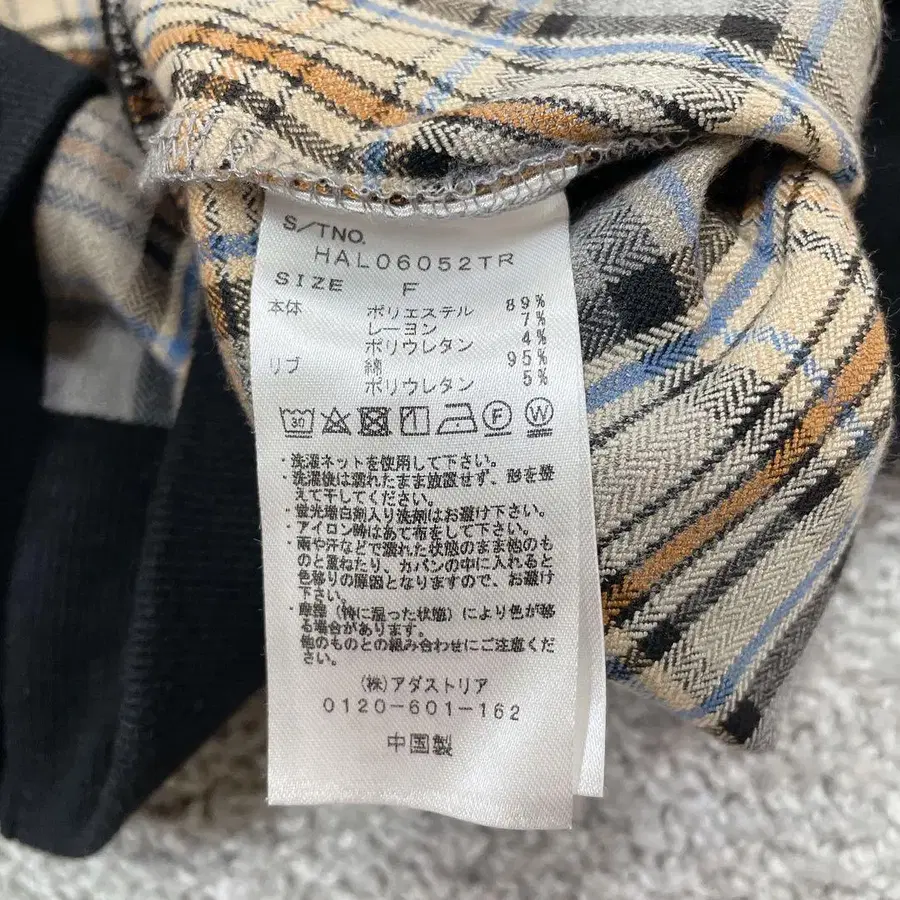 S/TNO.
HAL06052TR
SIZE F
本体 ポリエステル 89%
レーヨン 7%
ポリウレタン 4%
リブ 綿 95%
ポリウレタン 5%
30 F W
・洗濯ネットを使用して下さい。
・洗濯後は濡れたまま放置せず、形を整
えて干してください。
・蛍光増白剤入り洗剤はお避け下さい。
・アイロン時はあて布をして下さい。
・雨や汗などで濡れた状態のまま他のも
のと重ねたり、カバンの中に入れると
色移りの原因となりますので、お避け
下さい。
・摩擦（特に湿った状態）により色が移
る場合があります。
他のものとの組み合わせにご注意くだ
さい。
(株)アダストリア
0120-601-162
中国製